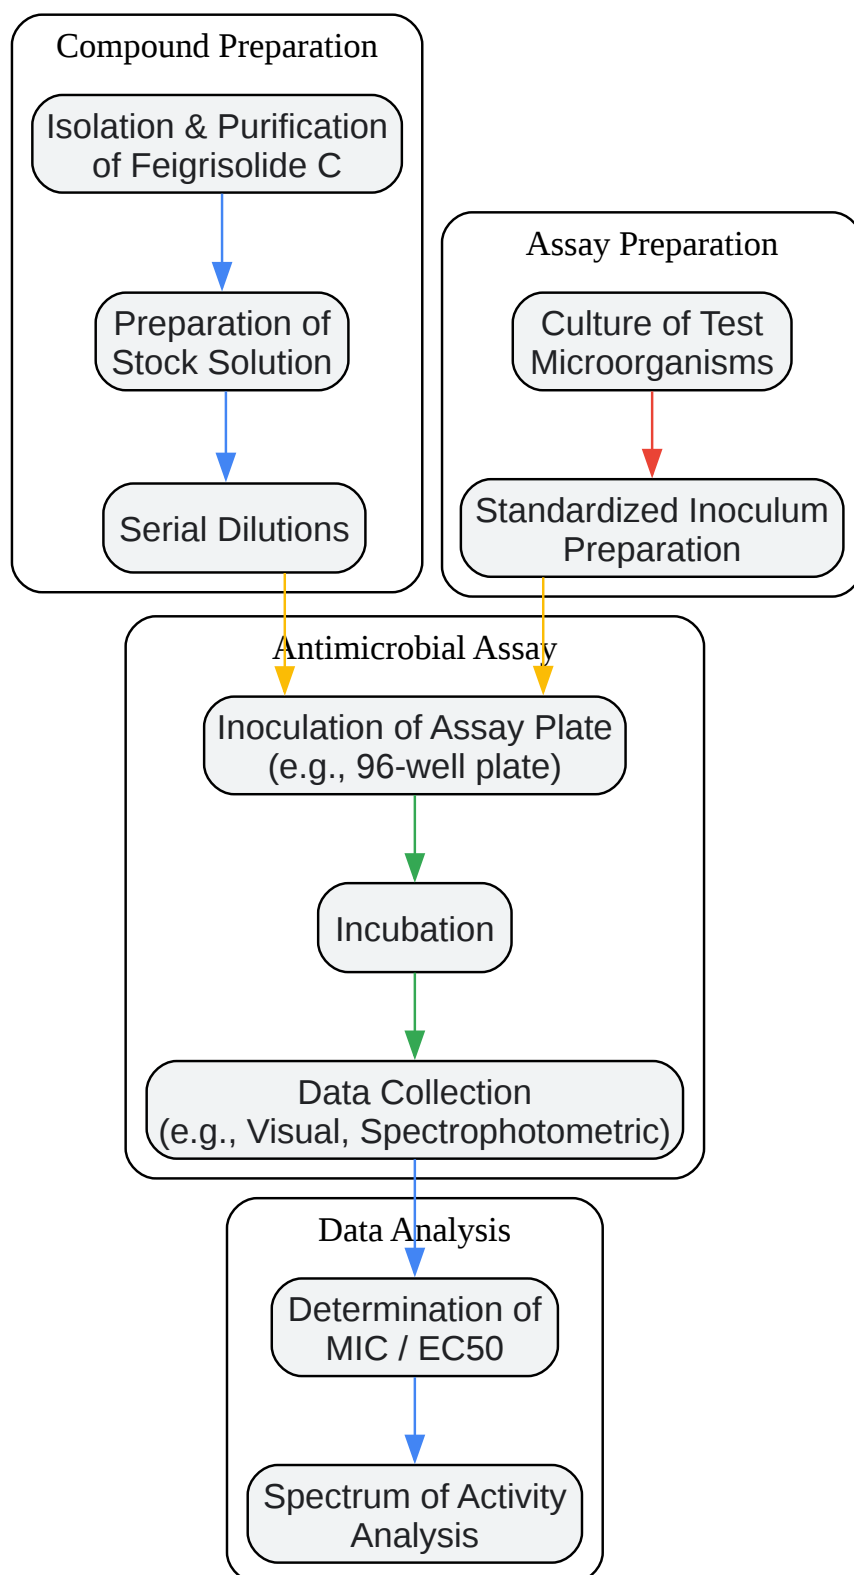 Compound Preparation
Isolation & Purification
of Feigrisolide C
Preparation of
Stock Solution
Serial Dilutions
Assay Preparation
Culture of Test
Microorganisms
Standardized Inoculum
Preparation
Antimicrobial Assay
Inoculation of Assay Plate
(e.g., 96-well plate)
Incubation
Data Collection
(e.g., Visual, Spectrophotometric)
Data Analysis
Determination of
MIC / EC50
Spectrum of Activity
Analysis